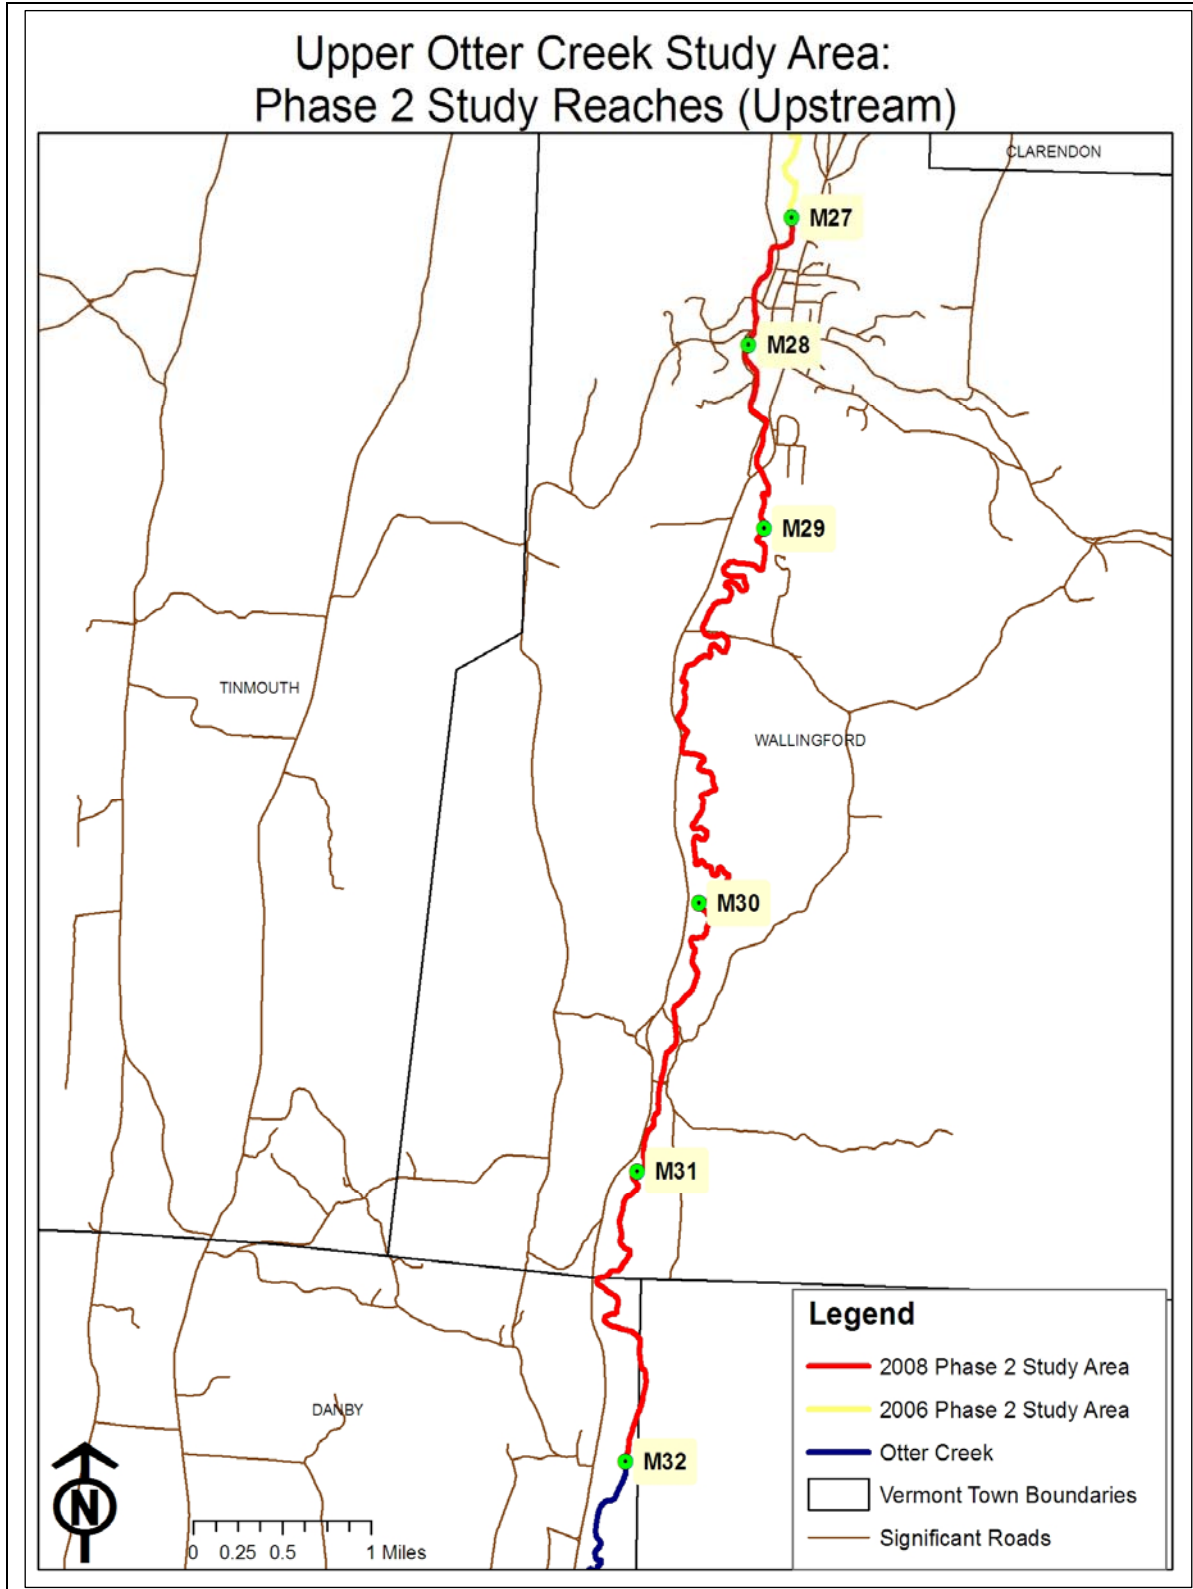 Upper Otter Creek Study Area:
Phase 2 Study Reaches (Upstream)
CLARENDON
M27
M28
M29
TINMOUTH
WALLINGFORD
M30
M31
Legend
2008 Phase 2 Study Area
2006 Phase 2 Study Area
DANBY
Otter Creek
M32
Vermont Town Boundaries
N
Significant Roads
0 0.25 0.5 1 Miles